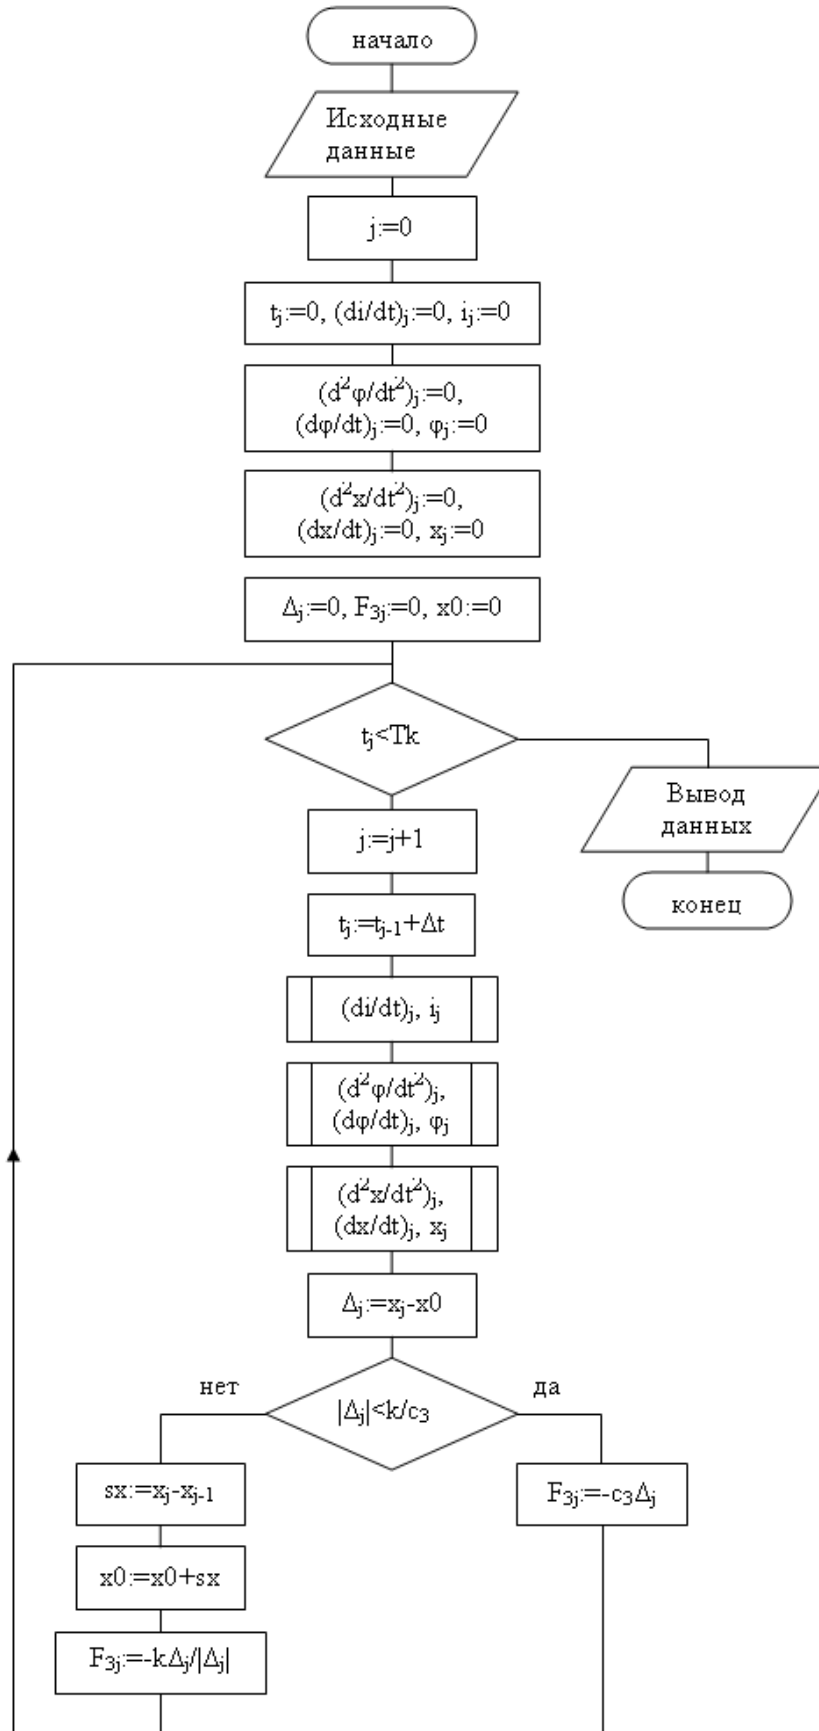 начало
Исходные
данные
j:=0
tⱼ:=0, (di/dt)ⱼ:=0, iⱼ:=0
(d²φ/dt²)ⱼ:=0,
(dφ/dt)ⱼ:=0, φⱼ:=0
(d²x/dt²)ⱼ:=0,
(dx/dt)ⱼ:=0, xⱼ:=0
Δⱼ:=0, F₃ⱼ:=0, x0:=0
tⱼ<Tk
Вывод
данных
конец
j:=j+1
tⱼ:=tⱼ₋₁+Δt
(di/dt)ⱼ, iⱼ
(d²φ/dt²)ⱼ,
(dφ/dt)ⱼ, φⱼ
(d²x/dt²)ⱼ,
(dx/dt)ⱼ, xⱼ
Δⱼ:=xⱼ-x0
нет
|Δⱼ|<k/c₃
да
sx:=xⱼ-xⱼ₋₁
F₃ⱼ:=-c₃Δⱼ
x0:=x0+sx
F₃ⱼ:=-kΔⱼ/|Δⱼ|